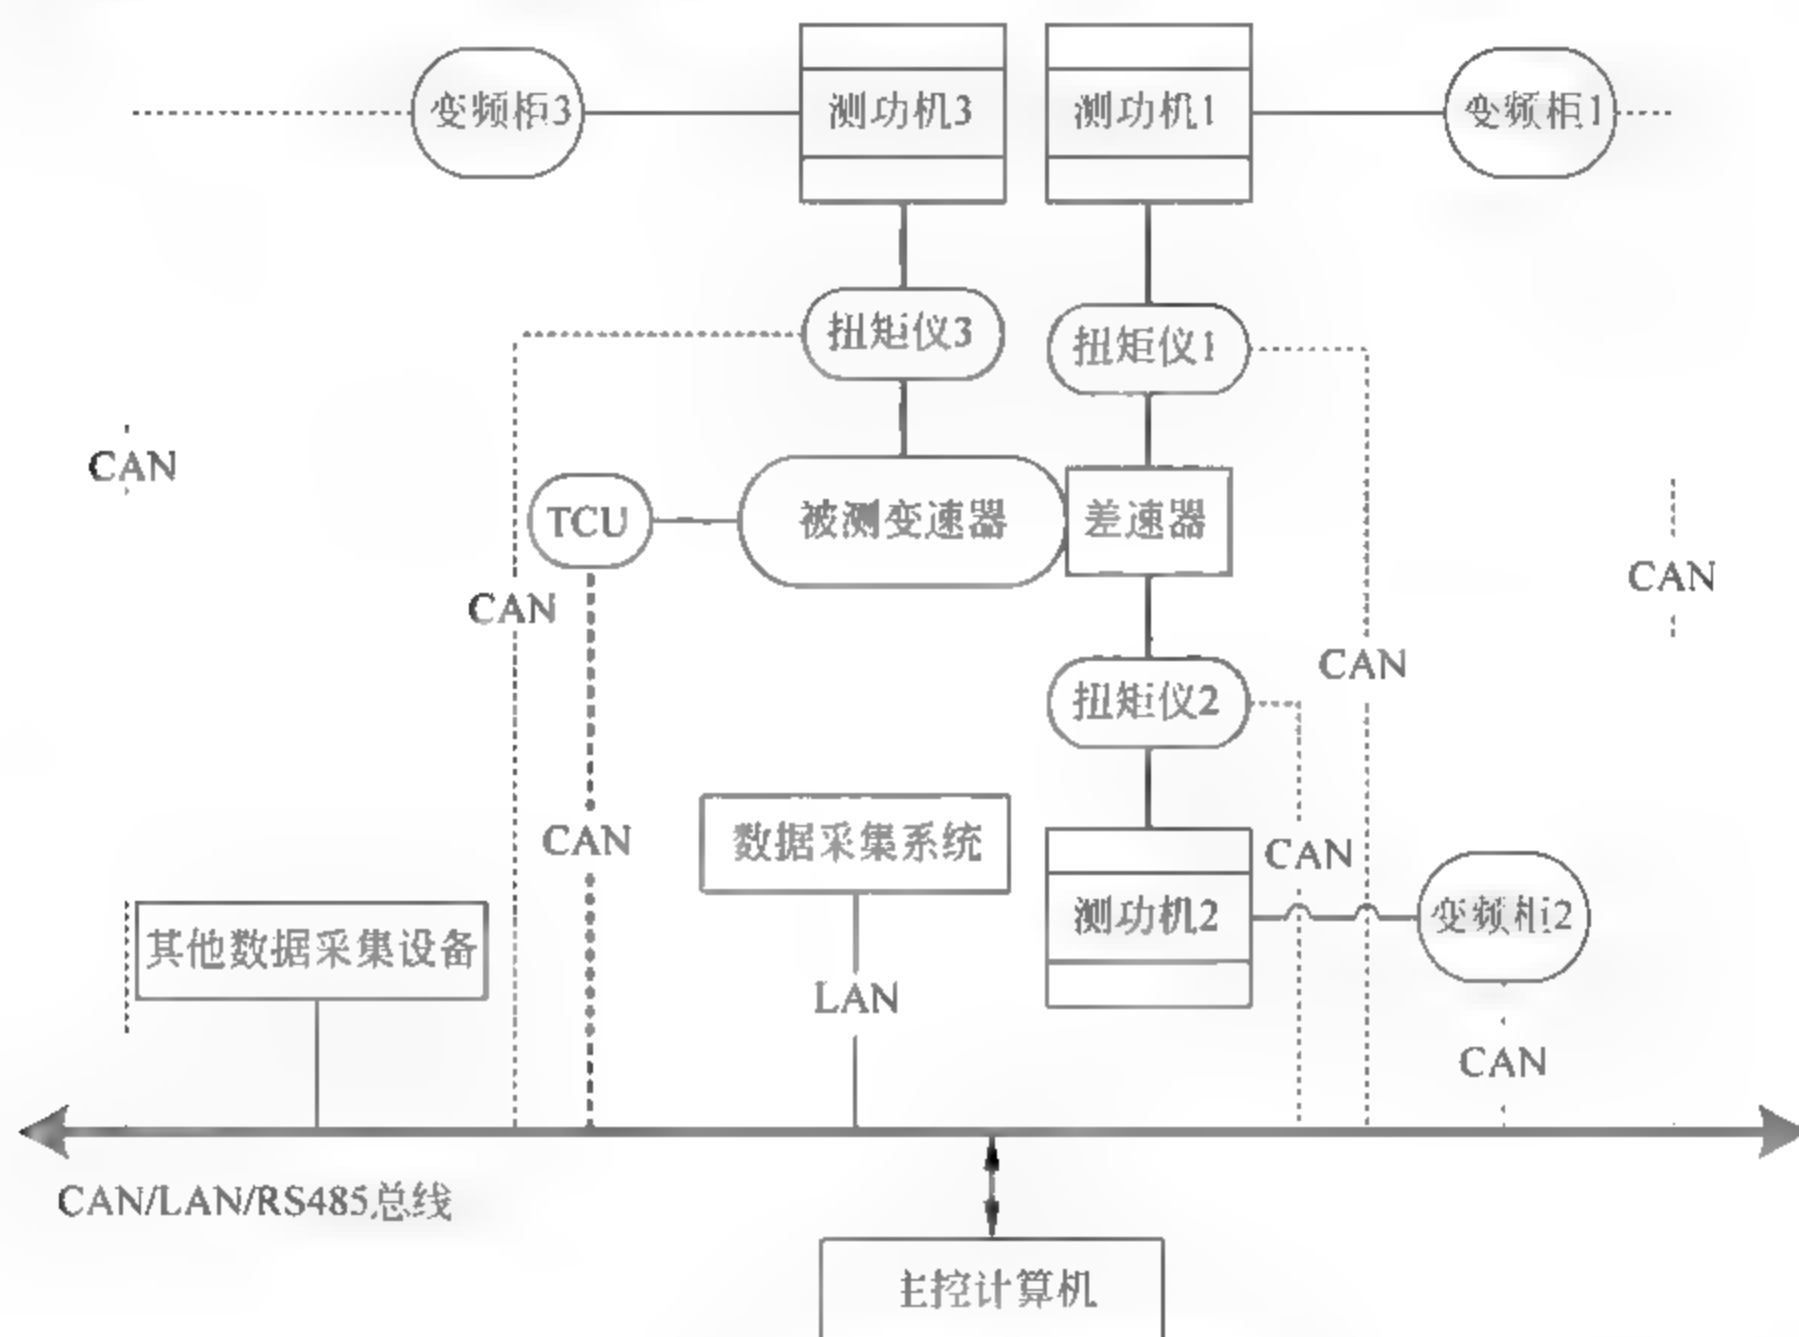 变频柜3
测功机3
测功机1
变频柜1
扭矩仪3
扭矩仪1
CAN
TCU
被测变速器
差速器
CAN
CAN
CAN
扭矩仪2
CAN
数据采集系统
CAN
测功机2
变频柜2
其他数据采集设备
LAN
CAN
CAN/LAN/RS485总线
主控计算机